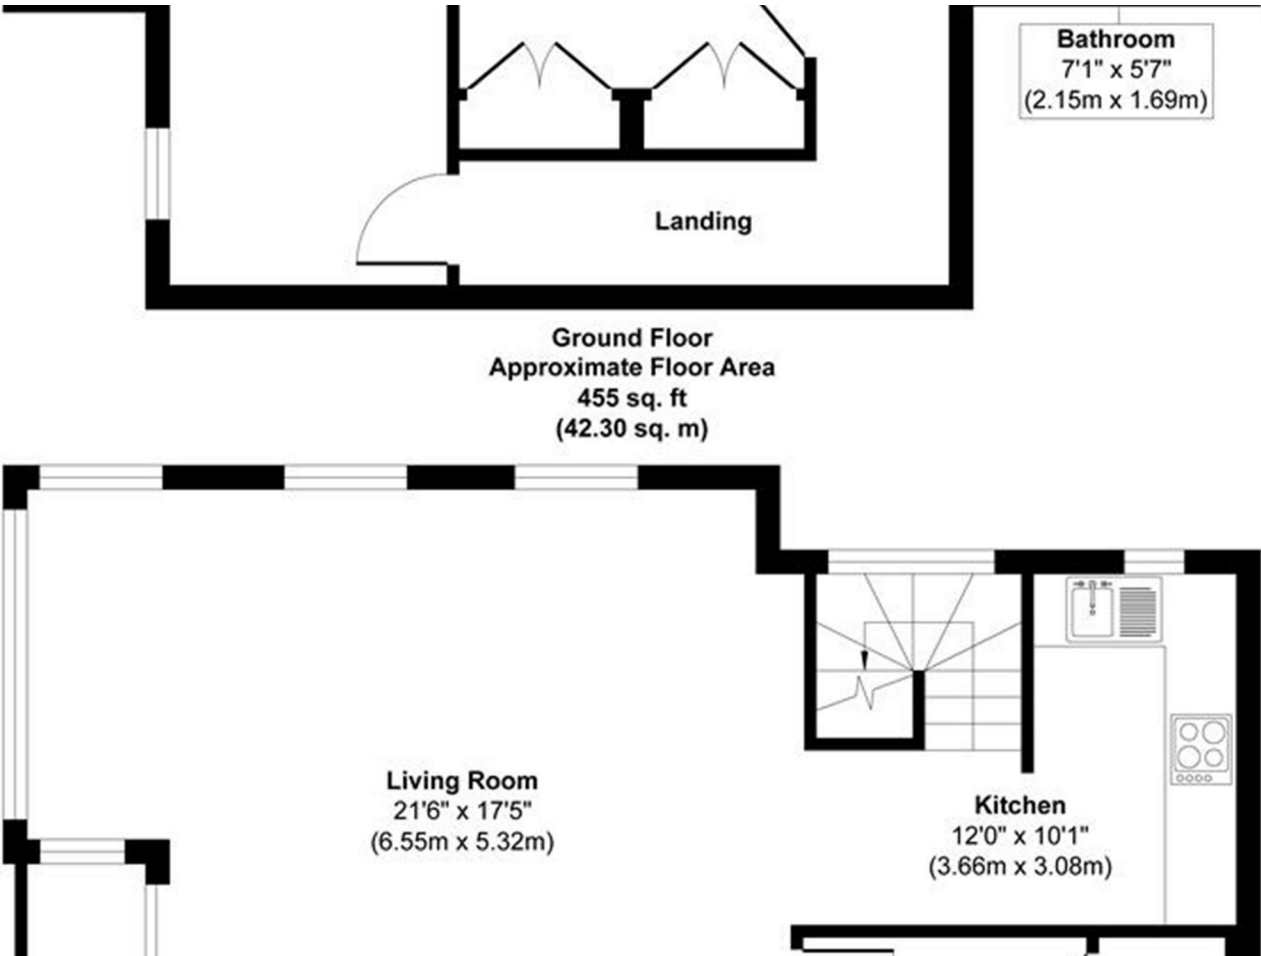 Bathroom
7'1" x 5'7"
(2.15m x 1.69m)
Landing
Ground Floor
Approximate Floor Area
455 sq. ft
(42.30 sq. m)
Living Room
21'6" x 17'5"
(6.55m x 5.32m)
Kitchen
12'0" x 10'1"
(3.66m x 3.08m)